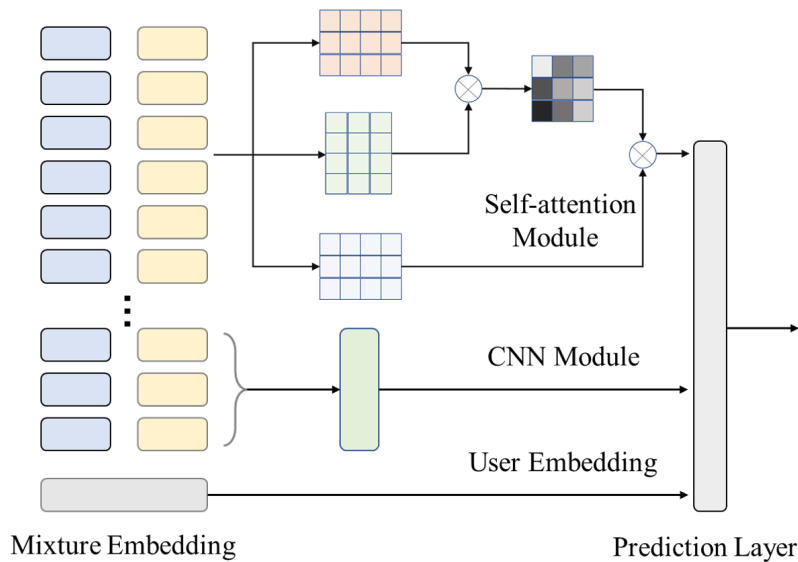 Self-attention
Module
CNN Module
User Embedding
Mixture Embedding
Prediction Layer